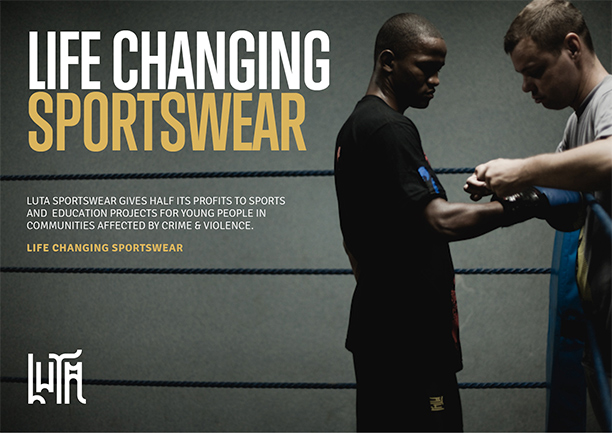 LIFE CHANGING
SPORTSWEAR
LUTA SPORTSWEAR GIVES HALF ITS PROFITS TO SPORTS
AND EDUCATION PROJECTS FOR YOUNG PEOPLE IN
COMMUNITIES AFFECTED BY CRIME & VIOLENCE.
LIFE CHANGING SPORTSWEAR
LUTA